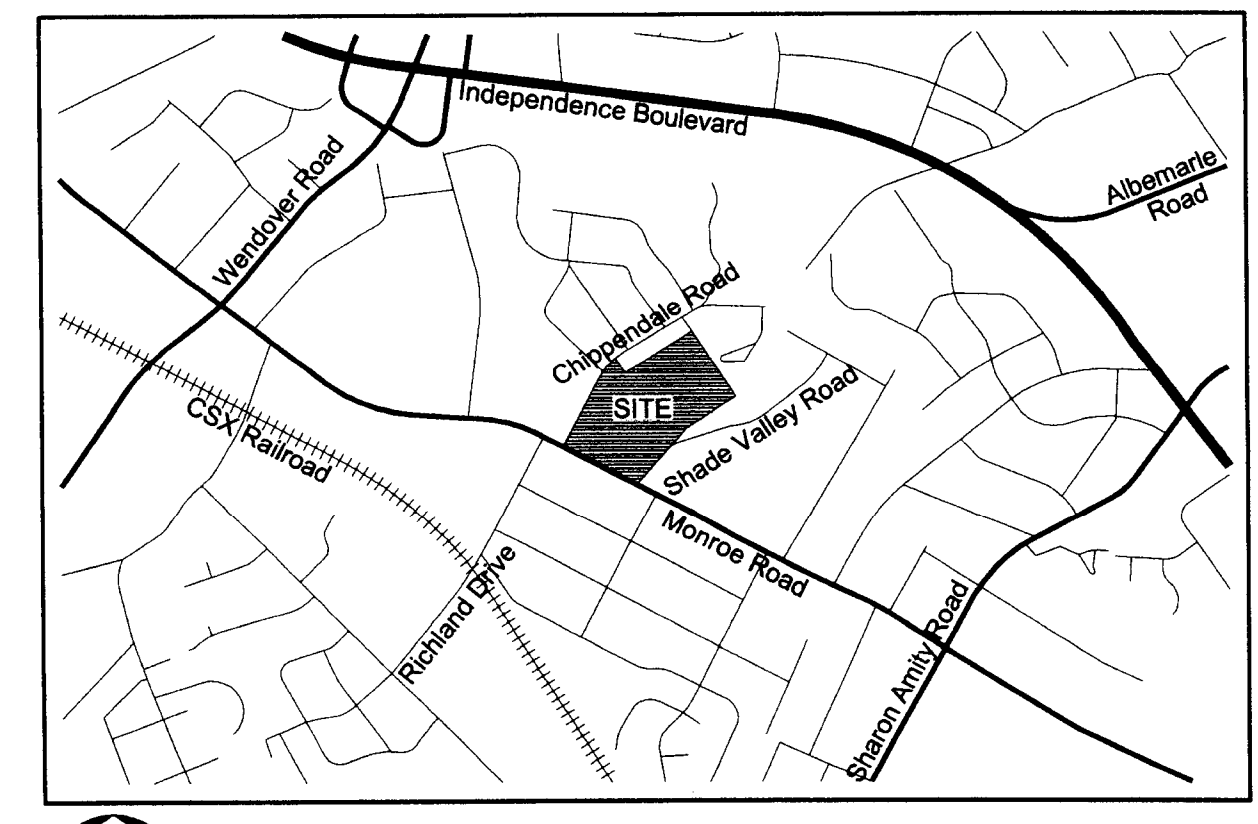 Independence Boulevard
Wendover Road
Albemarle
Road
Chippendale Road
SITE
Shade Valley Road
CSX Railroad
Monroe Road
Richland Drive
Sharon Amity Road